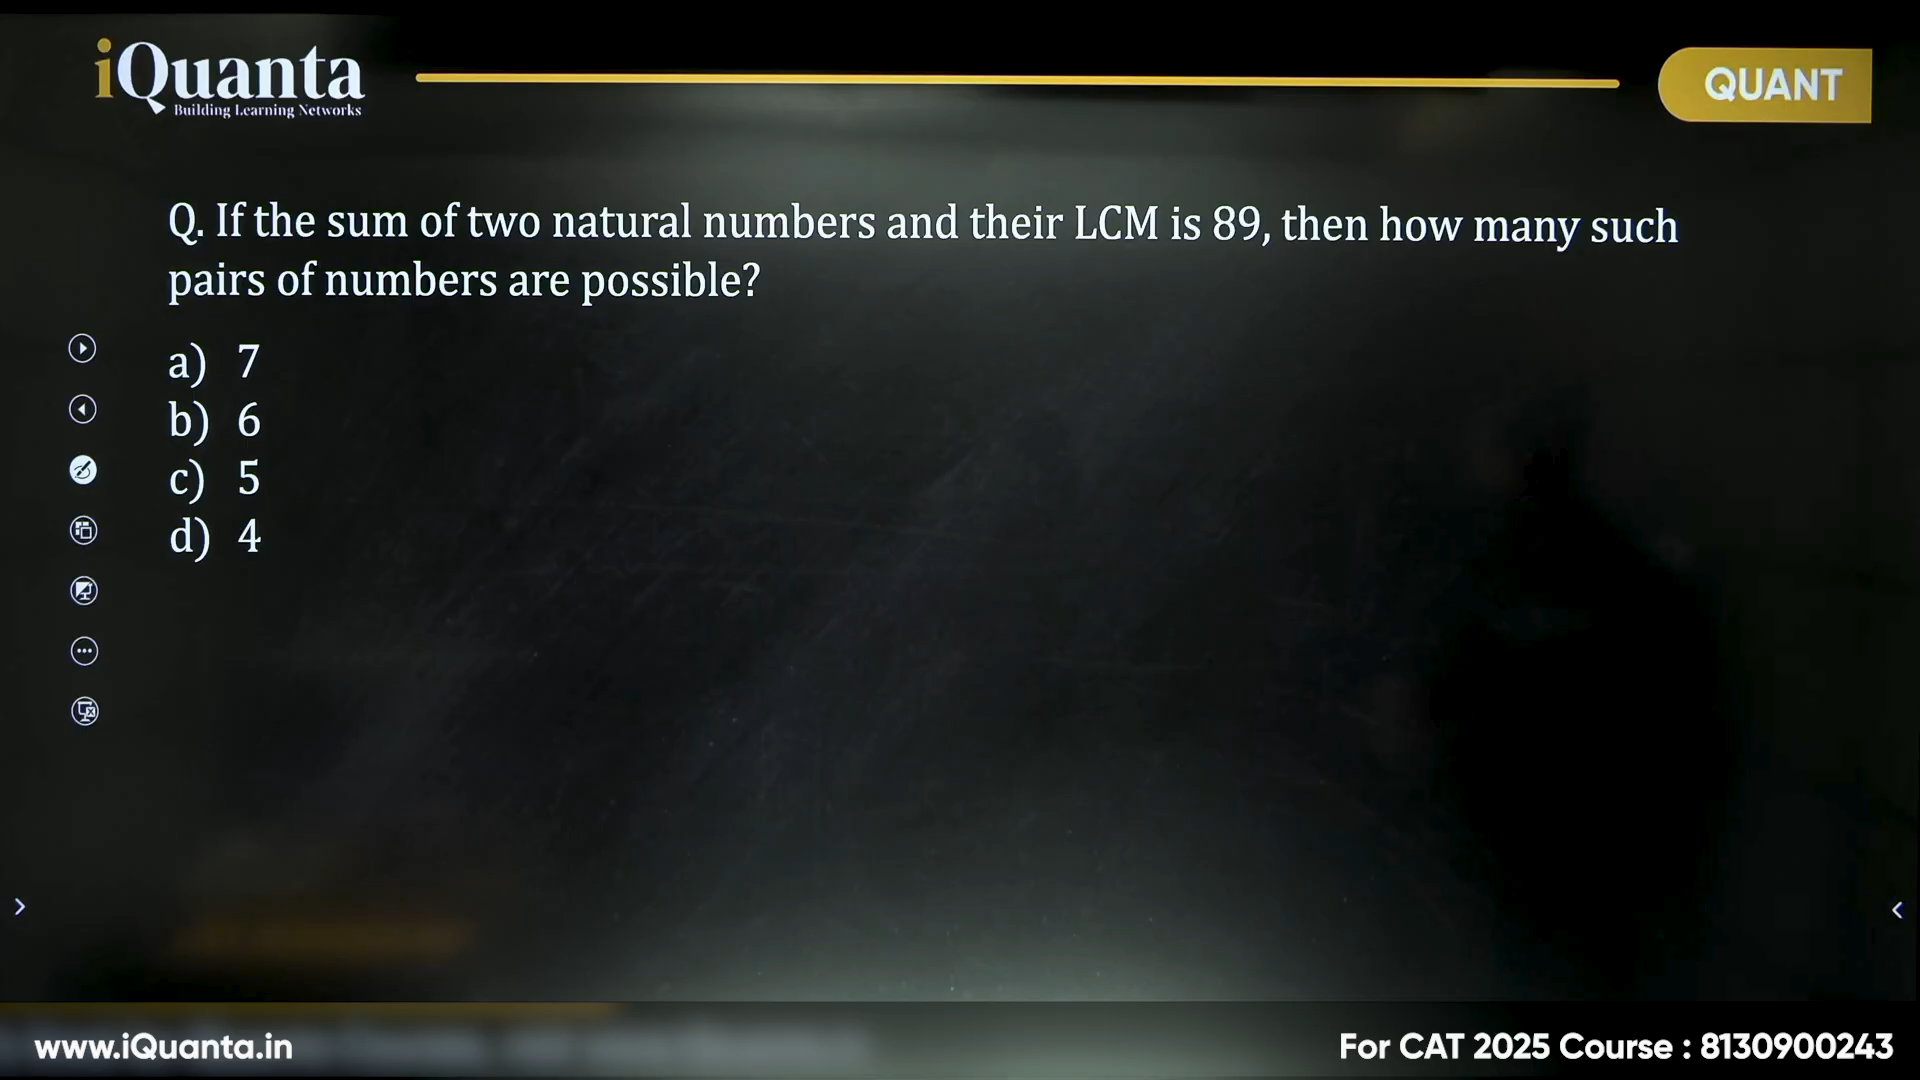 iQuanta
Building Learning Networks
QUANT
Q. If the sum of two natural numbers and their LCM is 89, then how many such
pairs of numbers are possible?
a) 7
b) 6
c) 5
d) 4
www.iQuanta.in
For CAT 2025 Course : 8130900243